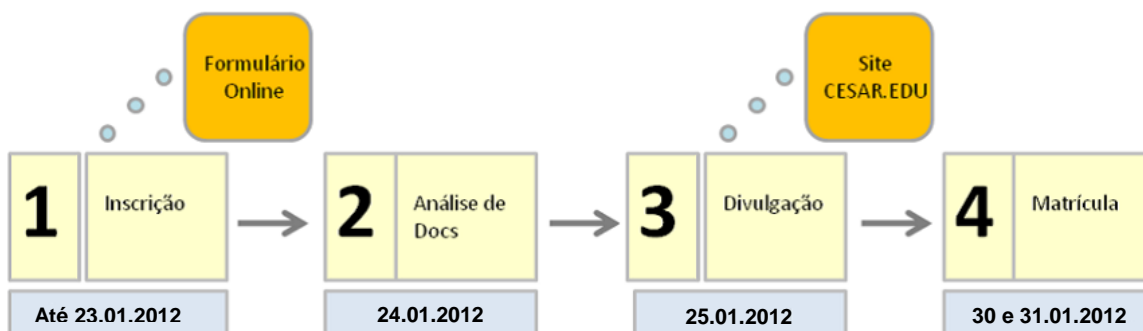 Formulário
Online
Site
CESAR.EDU
1
Inscrição
2
Análise de
Docs
3
Divulgação
4
Matrícula
Até 23.01.2012
24.01.2012
25.01.2012
30 e 31.01.2012